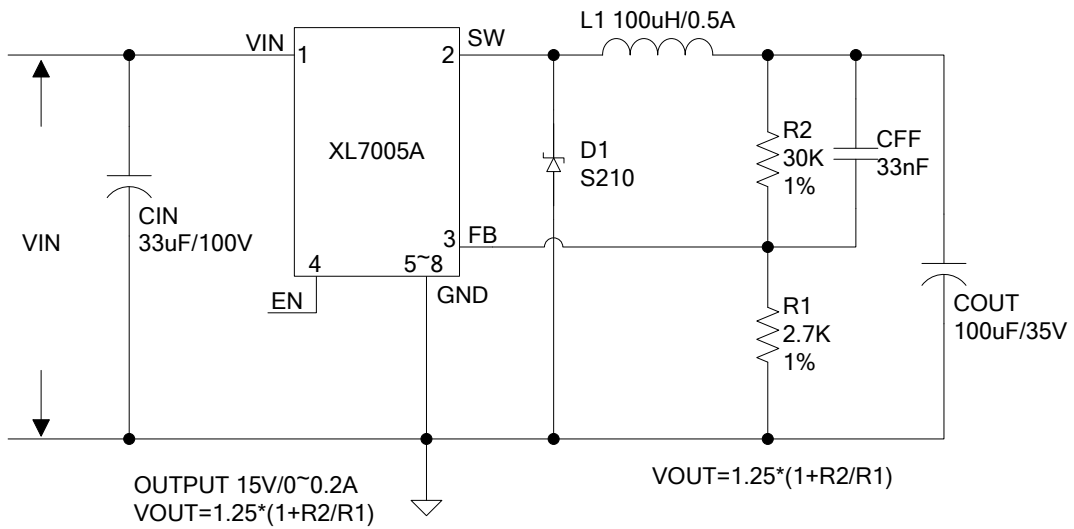 L1 100uH/0.5A
VIN
1
2
SW
XL7005A
D1
S210
R2
30K
1%
CFF
33nF
CIN
33uF/100V
VIN
3
FB
4
5~8
EN
GND
R1
2.7K
1%
COUT
100uF/35V
OUTPUT 15V/0~0.2A
VOUT=1.25*(1+R2/R1)
VOUT=1.25*(1+R2/R1)